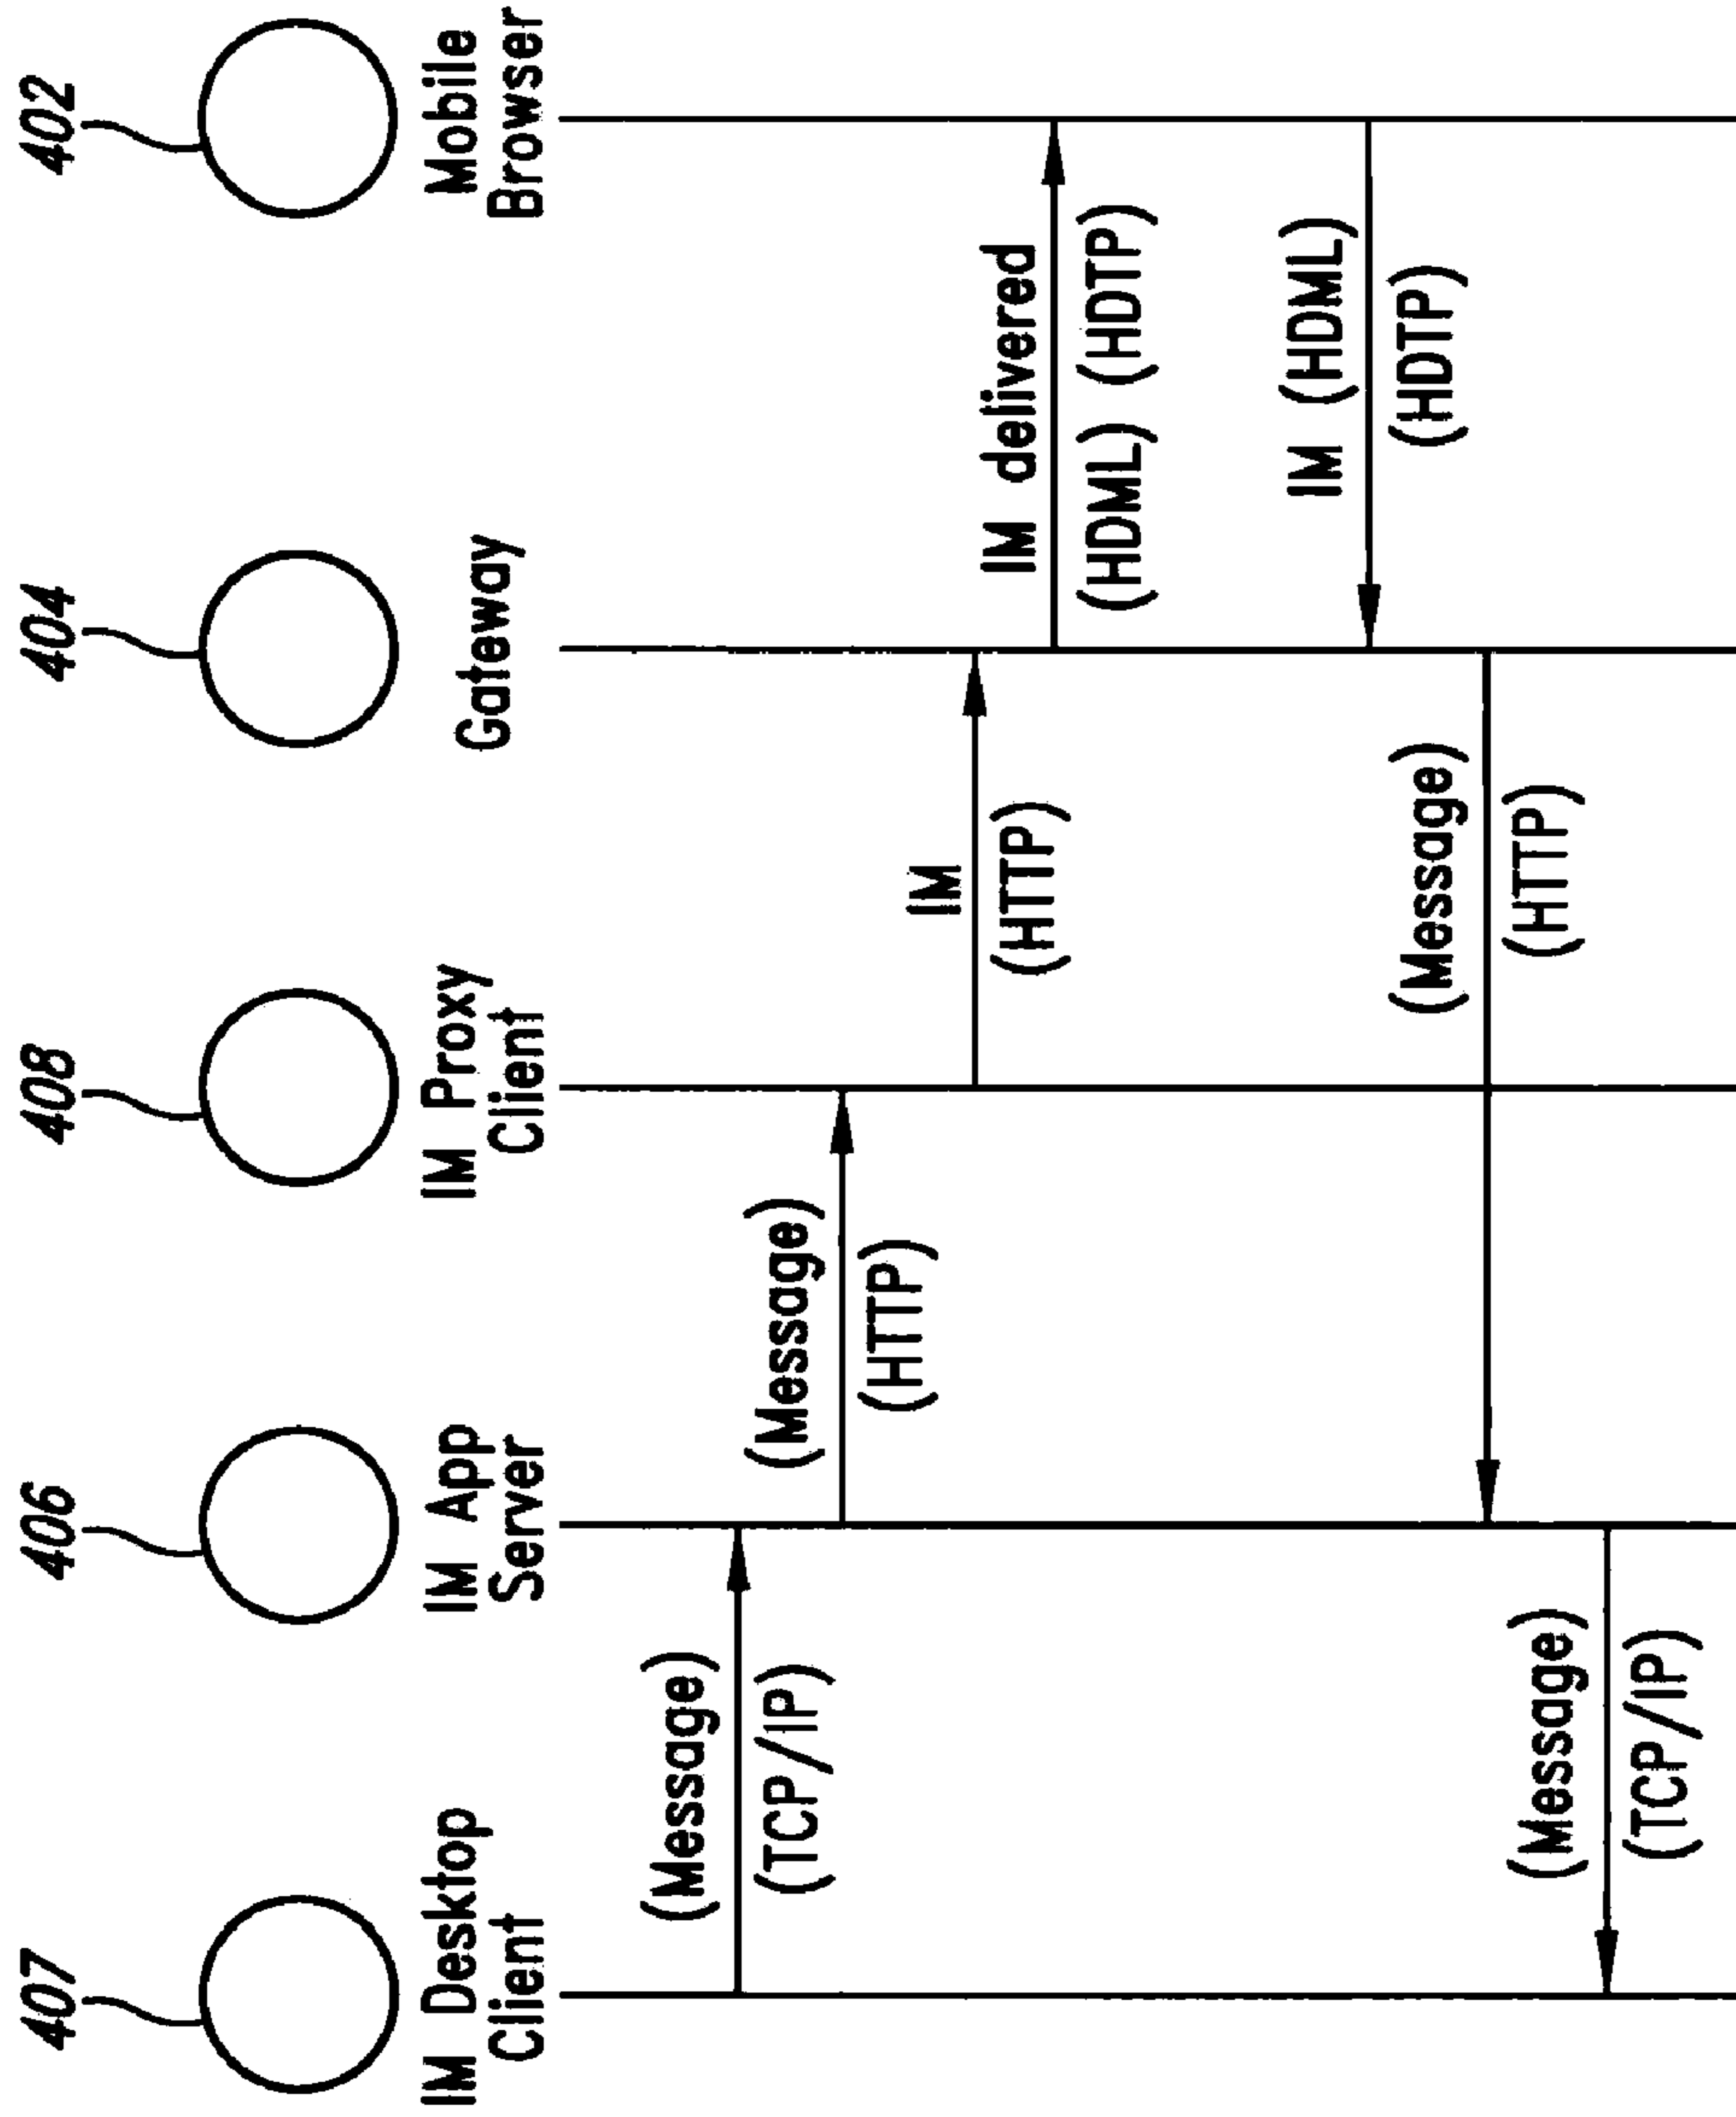 407
406
408
404
402
IM Desktop
Client
IM App
Server
IM Proxy
Client
Gateway
Mobile
Browser
(Message)
(TCP/IP)
(Message)
(HTTP)
IM
(HTTP)
IM delivered
(HDML) (HDTP)
IM (HDML)
(HDTP)
(Message)
(HTTP)
(Message)
(TCP/IP)